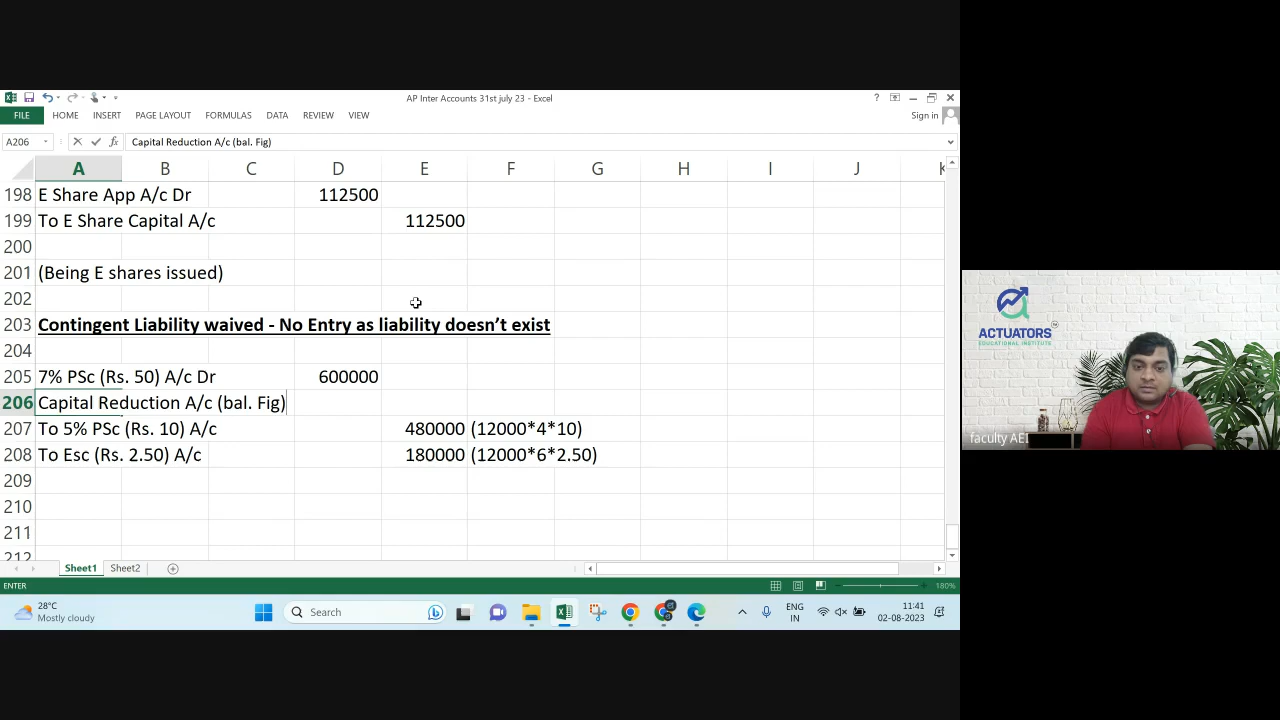 AP Inter Accounts 31st july 23 - Excel
FILE HOME INSERT PAGE LAYOUT FORMULAS DATA REVIEW VIEW Sign in
A206 fx Capital Reduction A/c (bal. Fig)
A B C D E F G H I J K
198 E Share App A/c Dr 112500
199 To E Share Capital A/c 112500
200
201 (Being E shares issued)
202
203 Contingent Liability waived - No Entry as liability doesn't exist
204
205 7% PSc (Rs. 50) A/c Dr 600000
206 Capital Reduction A/c (bal. Fig)
207 To 5% PSc (Rs. 10) A/c 480000 (12000*4*10)
208 To Esc (Rs. 2.50) A/c 180000 (12000*6*2.50)
209
210
211
212
Sheet1 Sheet2
ENTER 180%
28°C
Mostly cloudy
Search
ENG
IN
11:41
02-08-2023
ACTUATORS
EDUCATIONAL INSTITUTE
faculty AEI